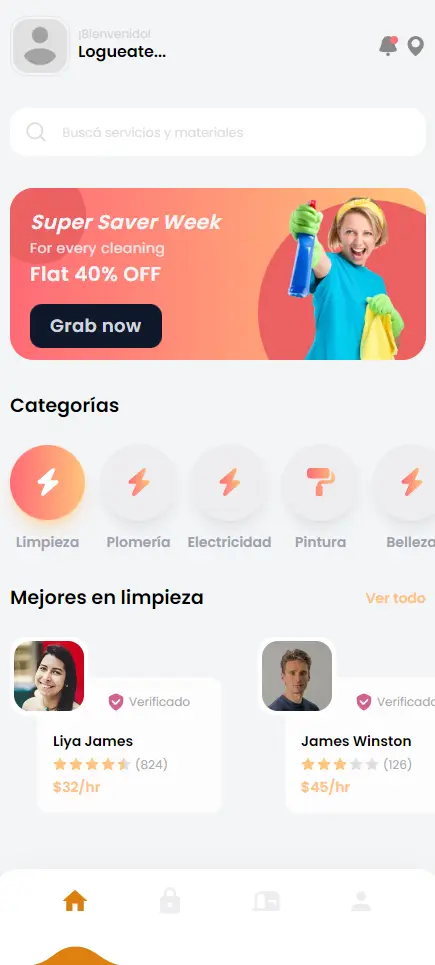 ¡Bienvenido!
Logueate...
Buscá servicios y materiales
Super Saver Week
For every cleaning
Flat 40% OFF
Grab now
Categorías
Limpieza Plomería Electricidad Pintura Belleza
Mejores en limpieza Ver todo
Verificado Verificado
Liya James James Winston
(824) (126)
$32/hr $45/hr